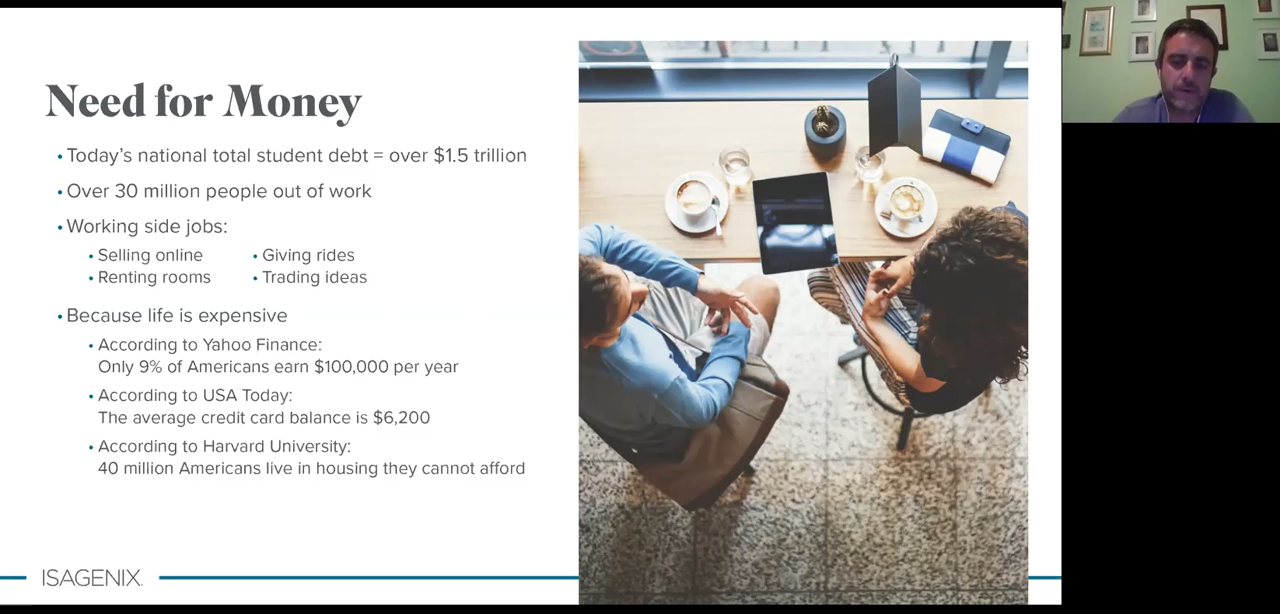 Need for Money
• Today's national total student debt = over $1.5 trillion
• Over 30 million people out of work
• Working side jobs:
• Selling online
• Giving rides
• Renting rooms
• Trading ideas
• Because life is expensive
• According to Yahoo Finance:
Only 9% of Americans earn $100,000 per year
• According to USA Today:
The average credit card balance is $6,200
• According to Harvard University:
40 million Americans live in housing they cannot afford
ISAGENIX